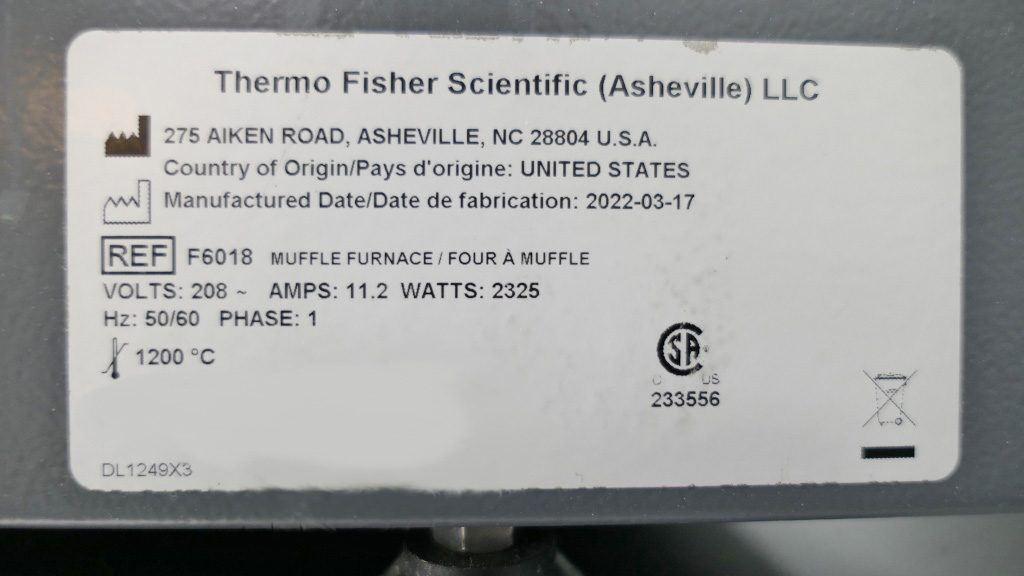 Thermo Fisher Scientific (Asheville) LLC
275 AIKEN ROAD, ASHEVILLE, NC 28804 U.S.A.
Country of Origin/Pays d'origine: UNITED STATES
Manufactured Date/Date de fabrication: 2022-03-17
REF F6018 MUFFLE FURNACE / FOUR À MUFFLE
VOLTS: 208 ~ AMPS: 11.2 WATTS: 2325
Hz: 50/60 PHASE: 1
1200 °C
SA
C US
233556
DL1249X3